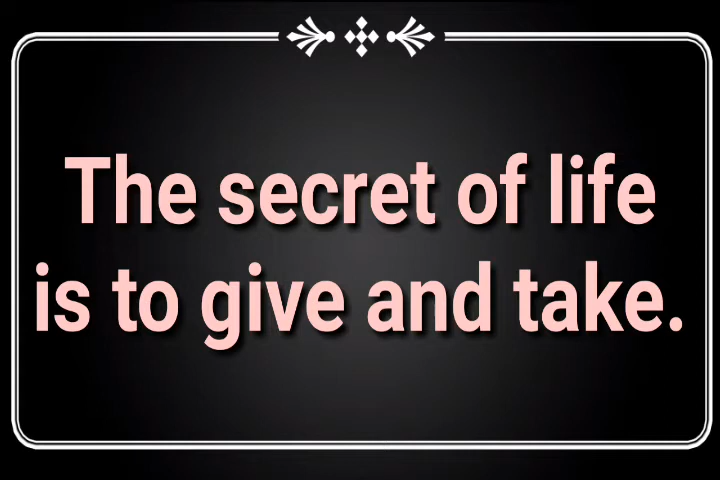 The secret of life
is to give and take.